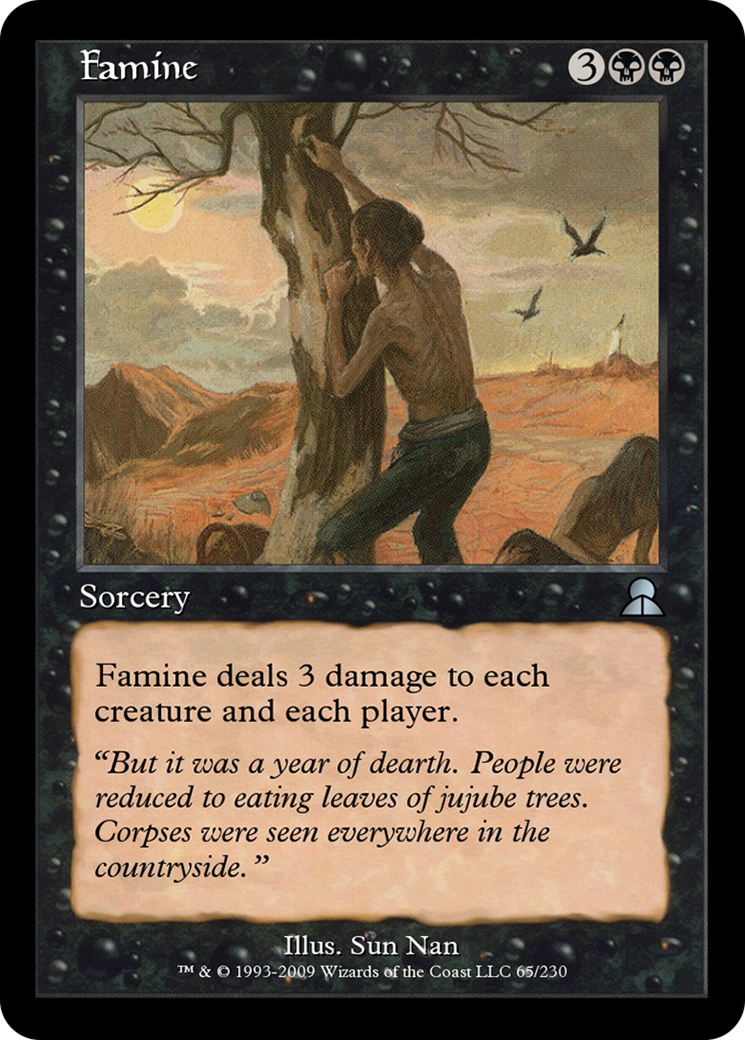 Famine 3
Sorcery
Famine deals 3 damage to each
creature and each player.
“But it was a year of dearth. People were
reduced to eating leaves of jujube trees.
Corpses were seen everywhere in the
countryside.”
Illus. Sun Nan
™ & © 1993-2009 Wizards of the Coast LLC 65/230